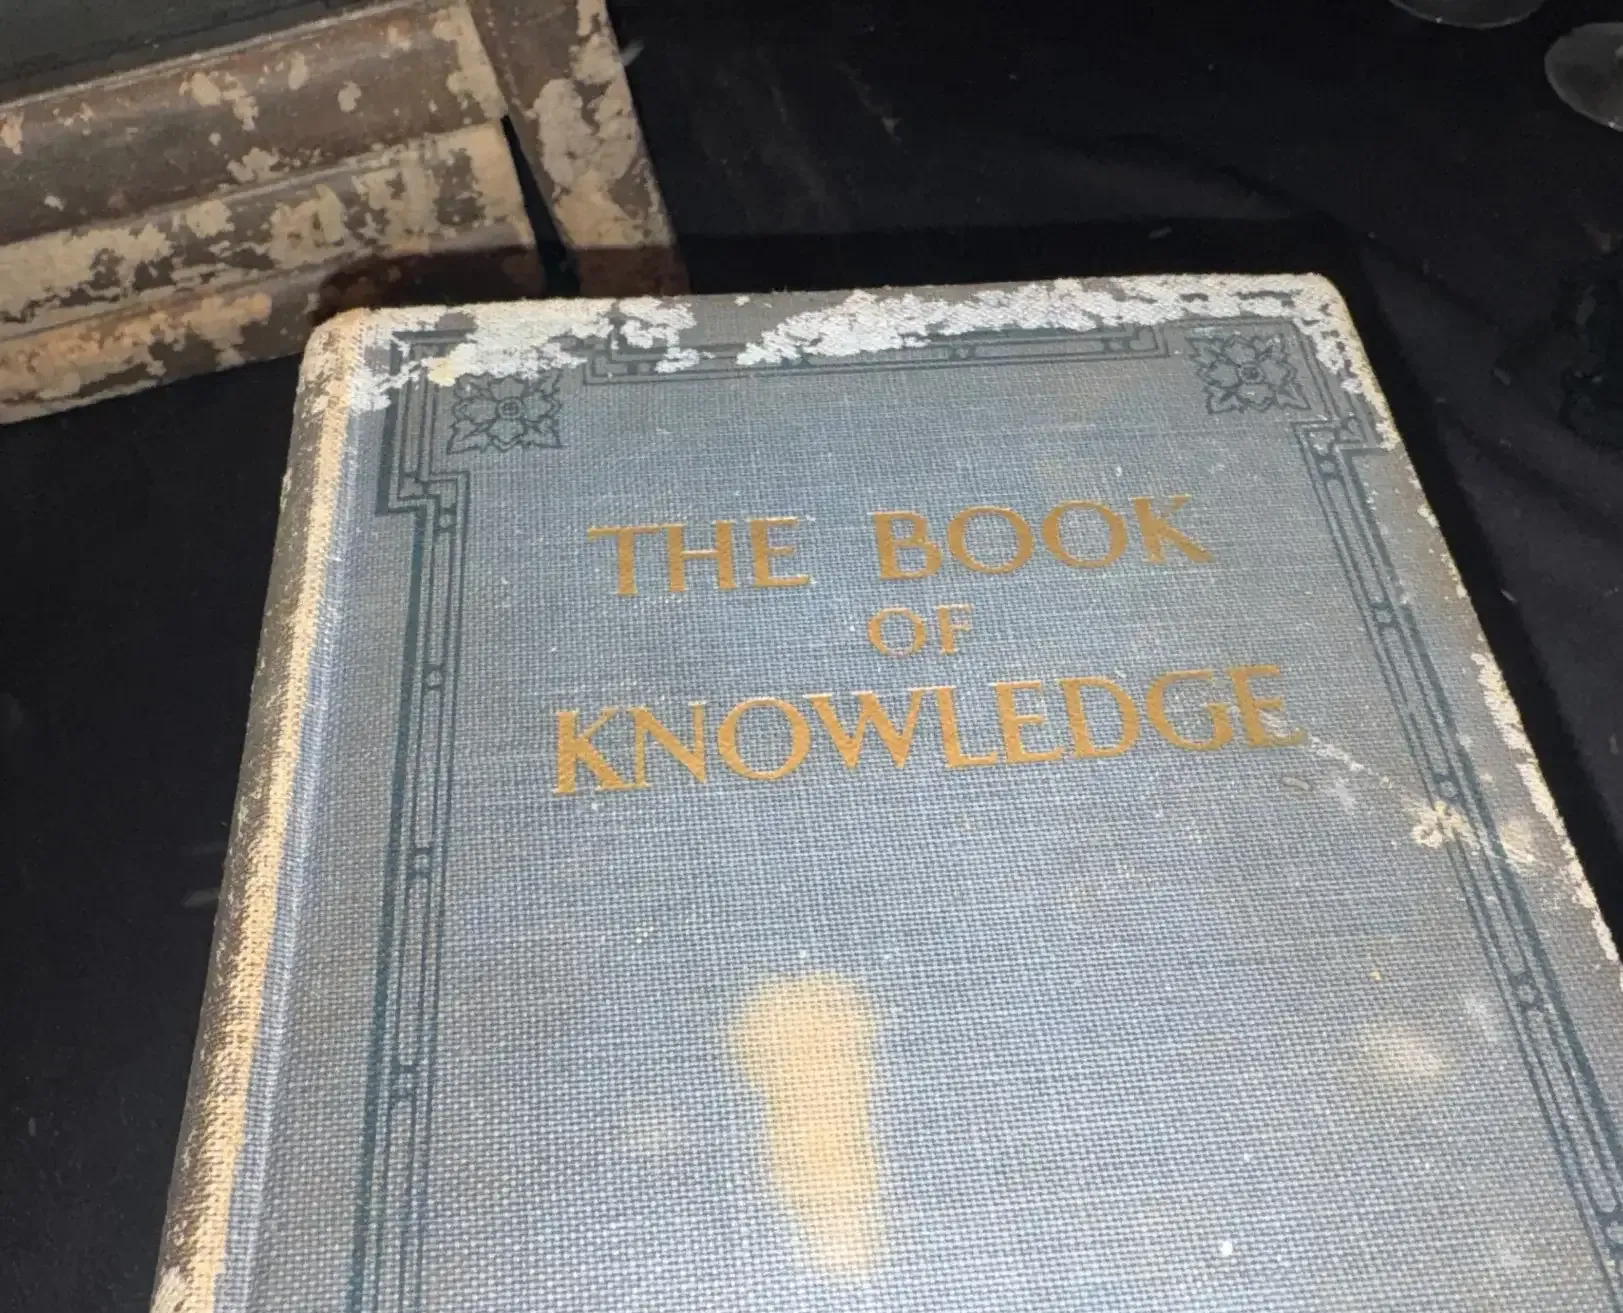 THE BOOK
OF
KNOWLEDGE